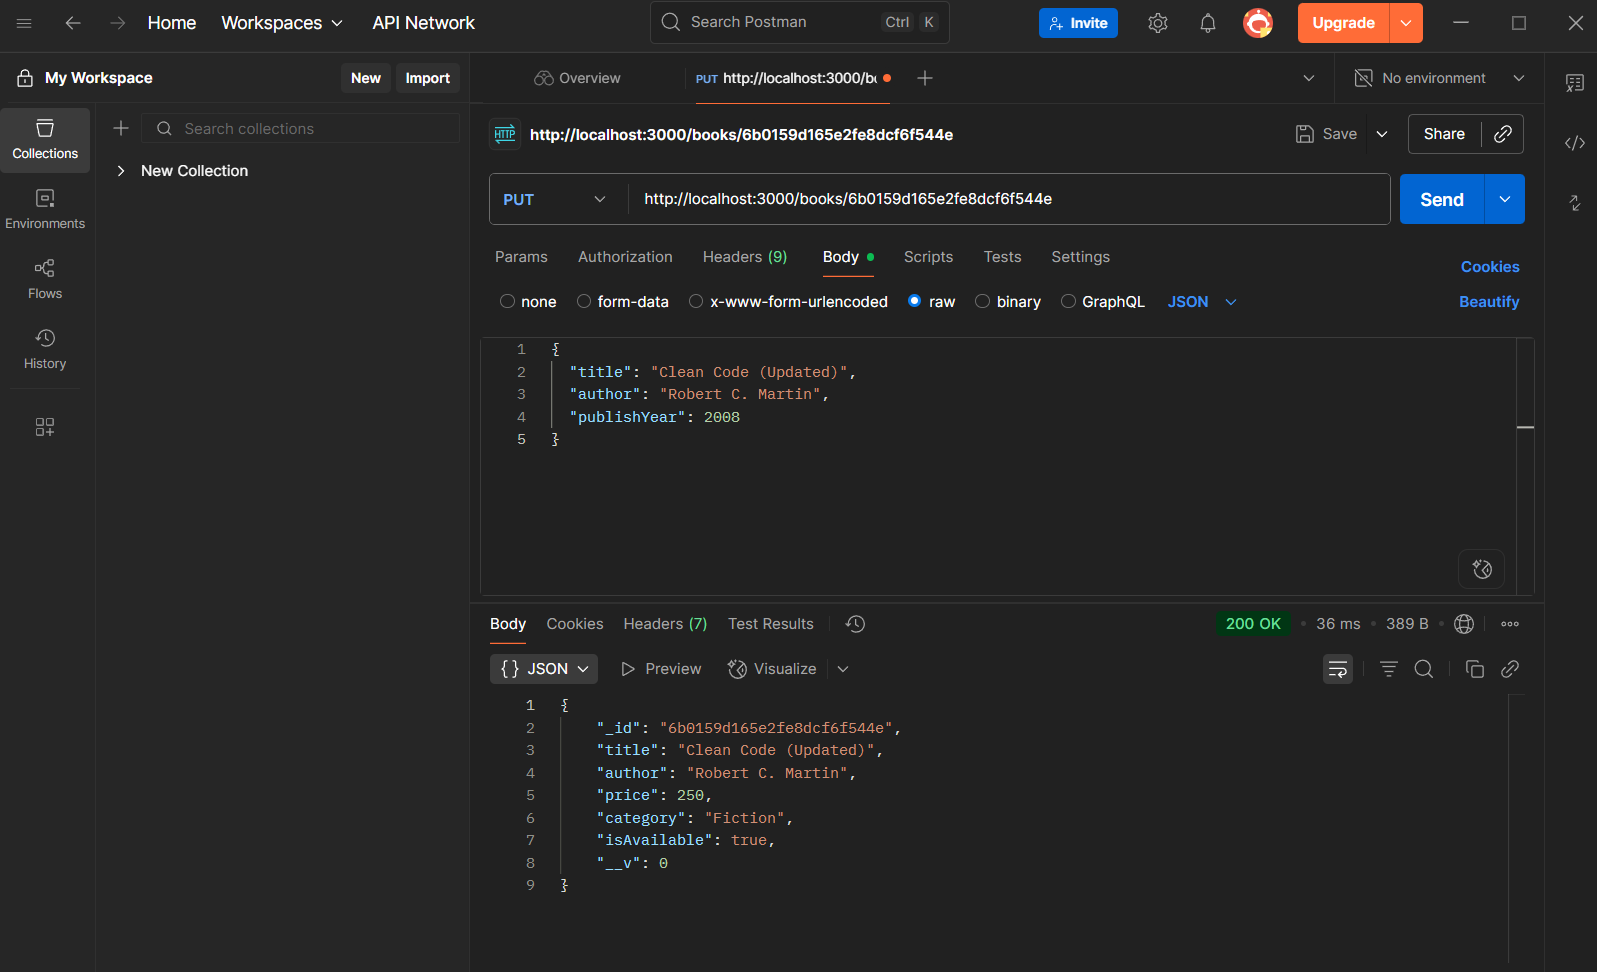 Home Workspaces API Network Search Postman Ctrl K Invite Upgrade
My Workspace New Import Overview PUT http://localhost:3000/bo No environment
Collections
Search collections
New Collection
Environments
Flows
History
HTTP http://localhost:3000/books/6b0159d165e2fe8dcf6f544e Save Share
PUT http://localhost:3000/books/6b0159d165e2fe8dcf6f544e Send
Params Authorization Headers (9) Body Scripts Tests Settings Cookies
none form-data x-www-form-urlencoded raw binary GraphQL JSON Beautify
1 {
2 "title": "Clean Code (Updated)",
3 "author": "Robert C. Martin",
4 "publishYear": 2008
5 }
Body Cookies Headers (7) Test Results 200 OK • 36 ms • 389 B •
{} JSON Preview Visualize
1 {
2 "_id": "6b0159d165e2fe8dcf6f544e",
3 "title": "Clean Code (Updated)",
4 "author": "Robert C. Martin",
5 "price": 250,
6 "category": "Fiction",
7 "isAvailable": true,
8 "__v": 0
9 }